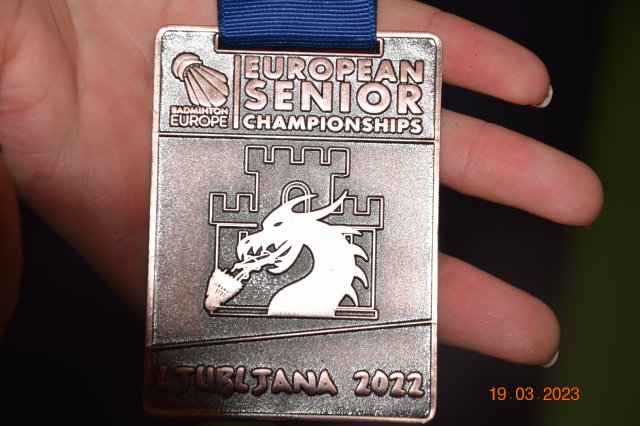 BADMINTON
EUROPE
EUROPEAN
SENIOR
CHAMPIONSHIPS
LJUBLJANA 2022
19 03 2023